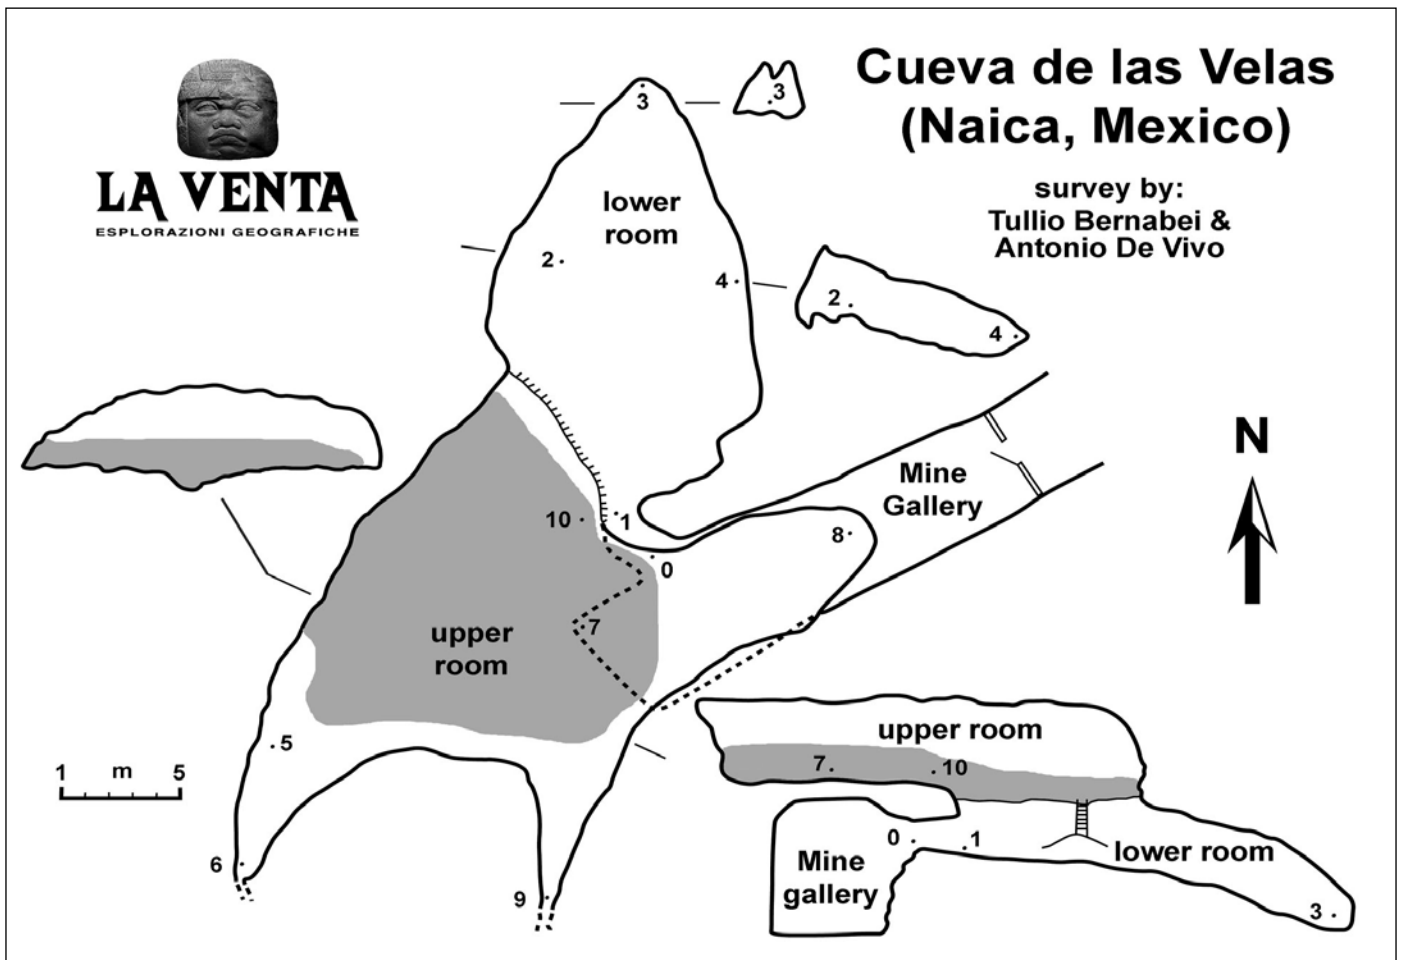 LA VENTA
ESPLORAZIONI GEOGRAFICHE
Cueva de las Velas
(Naica, Mexico)
survey by:
Tullio Bernabei &
Antonio De Vivo
3
3
lower
room
2
4
2
4
N
Mine
Gallery
10
1
8
0
7
upper
room
5
6
9
1 m 5
upper room
7
10
0
1
lower room
Mine
gallery
3